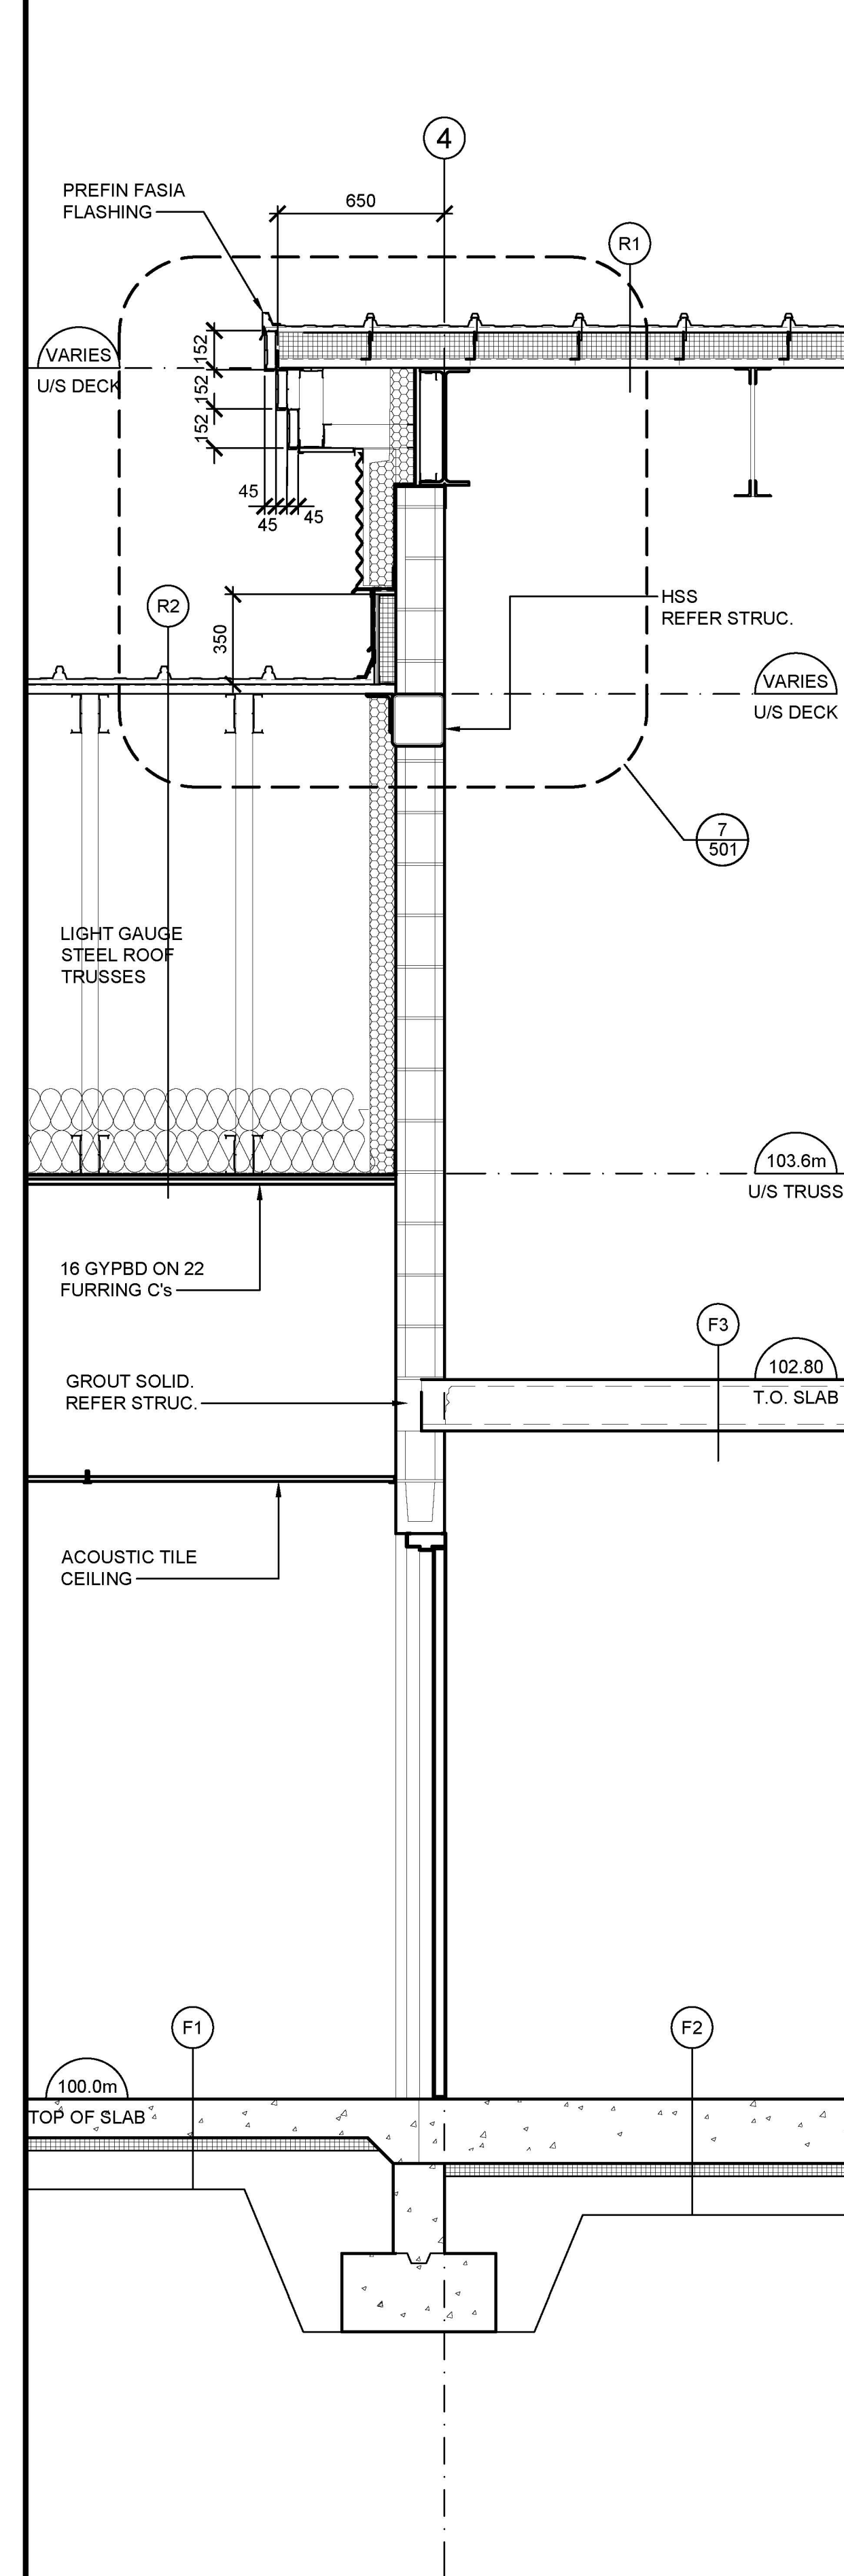 4
PREFIN FASIA
FLASHING
650
R1
VARIES
U/S DECK
152
152
152
45
45
45
R2
350
HSS
REFER STRUC.
VARIES
U/S DECK
7
501
LIGHT GAUGE
STEEL ROOF
TRUSSES
103.6m
U/S TRUSS
16 GYPBD ON 22
FURRING C's
F3
GROUT SOLID.
REFER STRUC.
102.80
T.O. SLAB
ACOUSTIC TILE
CEILING
F1
F2
100.0m
TOP OF SLAB